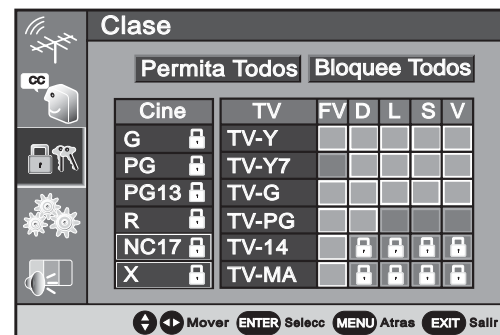 Clase
CC
Permita Todos Bloquee Todos
Cine TV FV D L S V
G TV-Y
PG TV-Y7
PG13 TV-G
R TV-PG
NC17 TV-14
X TV-MA
Mover ENTER Selecc MENU Atras EXIT Salir